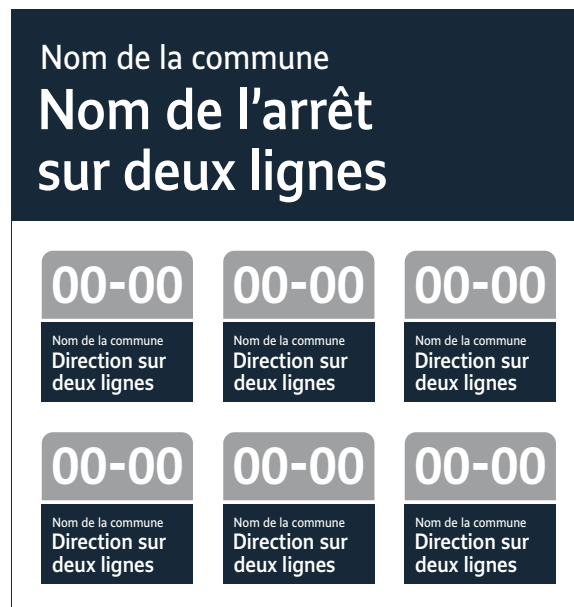 Nom de la commune
Nom de l’arrêt
sur deux lignes
00-00
Nom de la commune
Direction sur
deux lignes
00-00
Nom de la commune
Direction sur
deux lignes
00-00
Nom de la commune
Direction sur
deux lignes
00-00
Nom de la commune
Direction sur
deux lignes
00-00
Nom de la commune
Direction sur
deux lignes
00-00
Nom de la commune
Direction sur
deux lignes